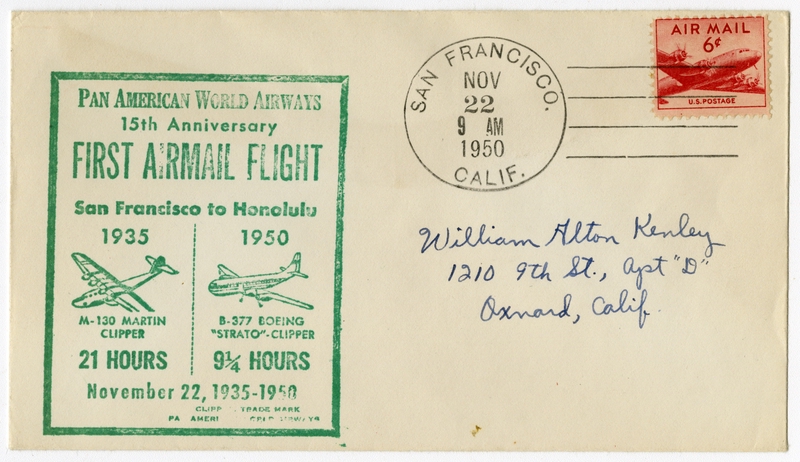 PAN AMERICAN WORLD AIRWAYS
15th Anniversary
FIRST AIRMAIL FLIGHT
San Francisco to Honolulu
1935
M-130 MARTIN
CLIPPER
21 HOURS
1950
B-377 BOEING
"STRATO"-CLIPPER
9¼ HOURS
November 22, 1935-1950
TRADE MARK
SAN FRANCISCO.
NOV
22
9 AM
1950
CALIF.
AIR MAIL
6¢
U.S. POSTAGE
William Alton Kenley
1210 9th St., Apt "D"
Oxnard, Calif.